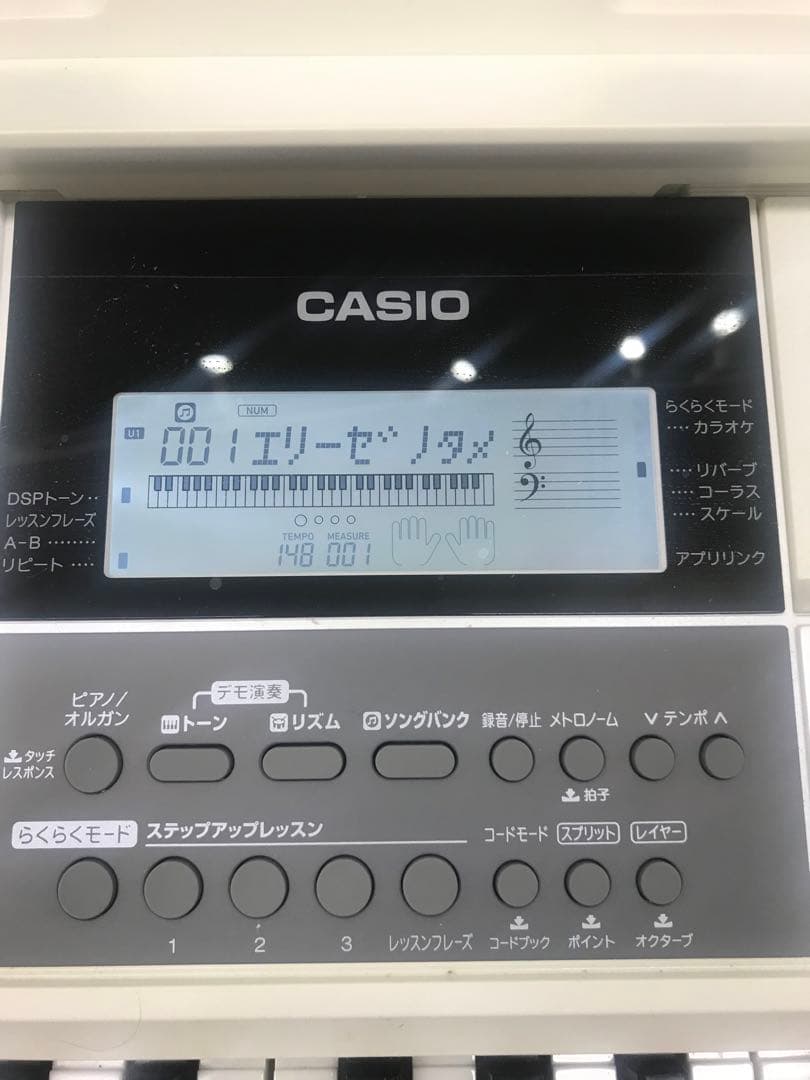 CASIO
NUM
U1
001エリーゼ ノタメ
TEMPO MEASURE
148 001
DSPトーン
レッスンフレーズ
A-B
リピート
らくらくモード
カラオケ
リバーブ
コーラス
スケール
アプリリンク
デモ演奏
ピアノ/
オルガン
トーン
リズム
ソングバンク
録音/停止
メトロノーム
∨ テンポ ∧
タッチ
レスポンス
拍子
らくらくモード
ステップアップレッスン
コードモード
スプリット
レイヤー
1
2
3
レッスンフレーズ
コードブック
ポイント
オクターブ